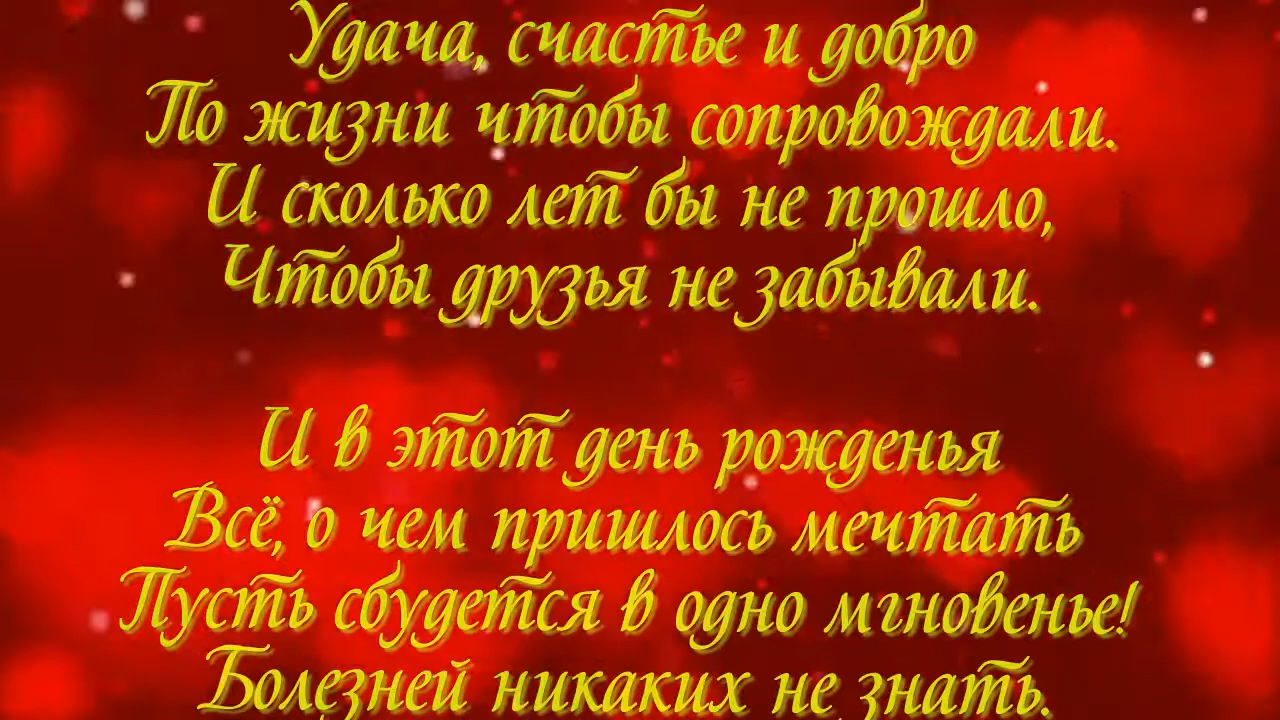 Удача, счастье и добро
По жизни чтобы сопровождали.
И сколько лет бы не прошло,
Чтобы друзья не забывали.
И в этот день рожденья
Всё, о чем пришлось мечтать
Пусть сбудется в одно мгновенье!
Болезней никаких не знать.